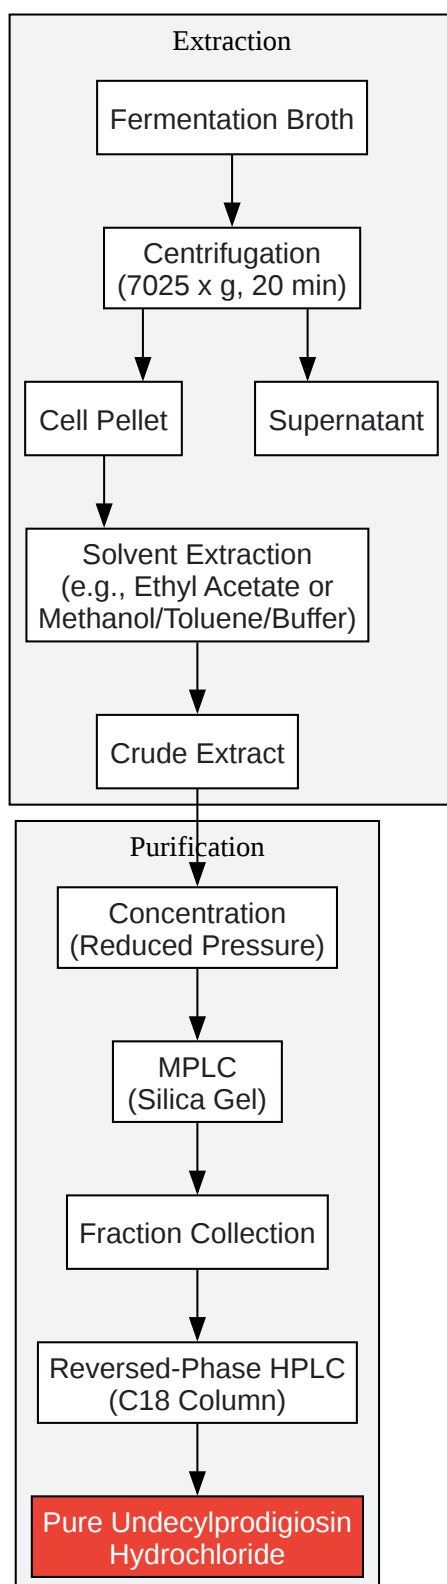 Extraction
Fermentation Broth
Centrifugation
(7025 x g, 20 min)
Cell Pellet
Supernatant
Solvent Extraction
(e.g., Ethyl Acetate or
Methanol/Toluene/Buffer)
Crude Extract
Purification
Concentration
(Reduced Pressure)
MPLC
(Silica Gel)
Fraction Collection
Reversed-Phase HPLC
(C18 Column)
Pure Undecylprodigiosin
Hydrochloride